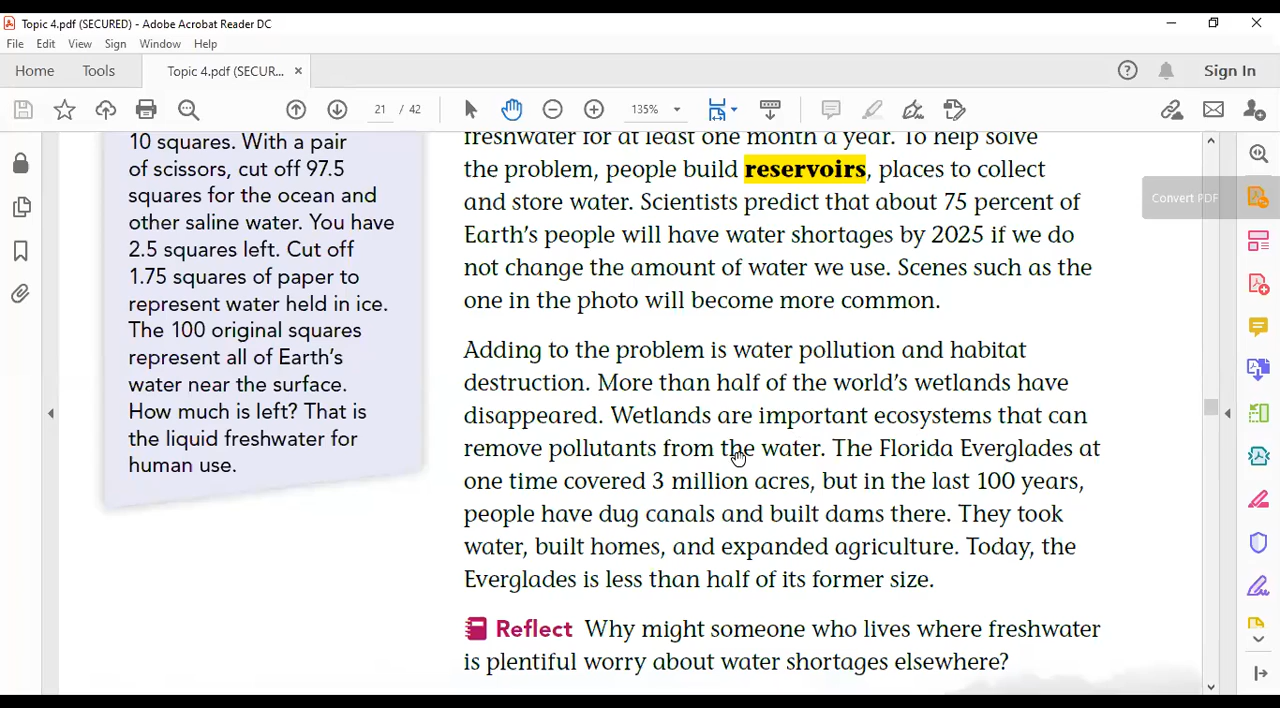 Topic 4.pdf (SECURED) - Adobe Acrobat Reader DC
File Edit View Sign Window Help
Home Tools Topic 4.pdf (SECUR... × Sign In
21 / 42 135%
10 squares. With a pair
of scissors, cut off 97.5
squares for the ocean and
other saline water. You have
2.5 squares left. Cut off
1.75 squares of paper to
represent water held in ice.
The 100 original squares
represent all of Earth's
water near the surface.
How much is left? That is
the liquid freshwater for
human use.
freshwater for at least one month a year. To help solve
the problem, people build reservoirs, places to collect
and store water. Scientists predict that about 75 percent of
Earth's people will have water shortages by 2025 if we do
not change the amount of water we use. Scenes such as the
one in the photo will become more common.
Adding to the problem is water pollution and habitat
destruction. More than half of the world's wetlands have
disappeared. Wetlands are important ecosystems that can
remove pollutants from the water. The Florida Everglades at
one time covered 3 million acres, but in the last 100 years,
people have dug canals and built dams there. They took
water, built homes, and expanded agriculture. Today, the
Everglades is less than half of its former size.
Reflect Why might someone who lives where freshwater
is plentiful worry about water shortages elsewhere?
Convert PDF